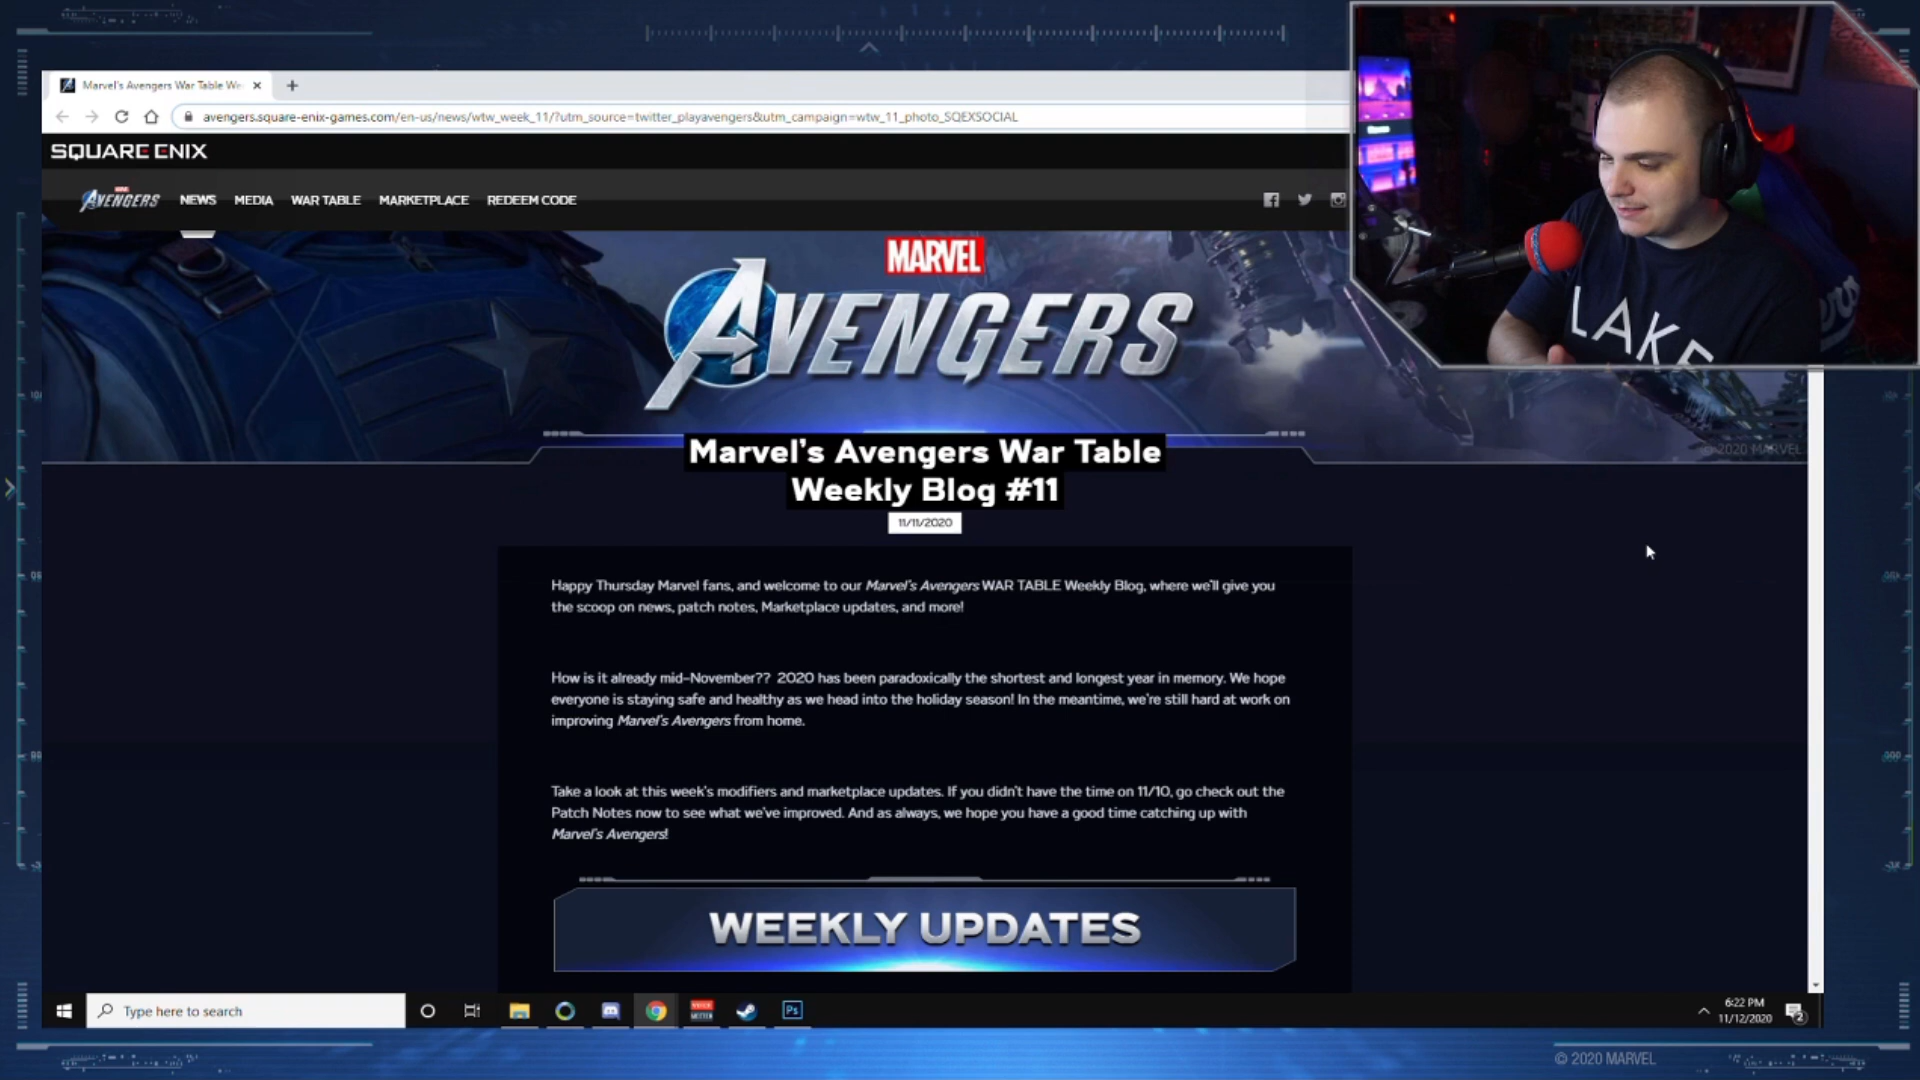 Marvel's Avengers War Table We
avengers.square-enix-games.com/en-us/news/wtw_week_11/?utm_source=twitter_playavengers&utm_campaign=wtw_11_photo_SQEXSOCIAL
SQUARE ENIX
MARVEL
AVENGERS
NEWS
MEDIA
WAR TABLE
MARKETPLACE
REDEEM CODE
MARVEL
AVENGERS
LAKE
© 2020 MARVEL
Marvel's Avengers War Table
Weekly Blog #11
11/11/2020
Happy Thursday Marvel fans, and welcome to our Marvel's Avengers WAR TABLE Weekly Blog, where we'll give you
the scoop on news, patch notes, Marketplace updates, and more!
How is it already mid-November?? 2020 has been paradoxically the shortest and longest year in memory. We hope
everyone is staying safe and healthy as we head into the holiday season! In the meantime, we're still hard at work on
improving Marvel's Avengers from home.
Take a look at this week's modifiers and marketplace updates. If you didn't have the time on 11/10, go check out the
Patch Notes now to see what we've improved. And as always, we hope you have a good time catching up with
Marvel's Avengers!
WEEKLY UPDATES
Type here to search
Ps
6:22 PM
11/12/2020
2
© 2020 MARVEL